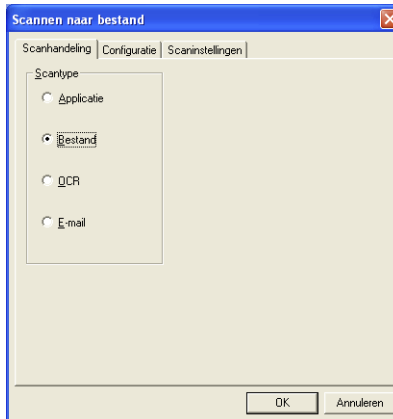 Scannen naar bestand
Scanhandeling Configuratie Scaninstellingen
Scantype
Applicatie
Bestand
OCR
E-mail
OK Annuleren